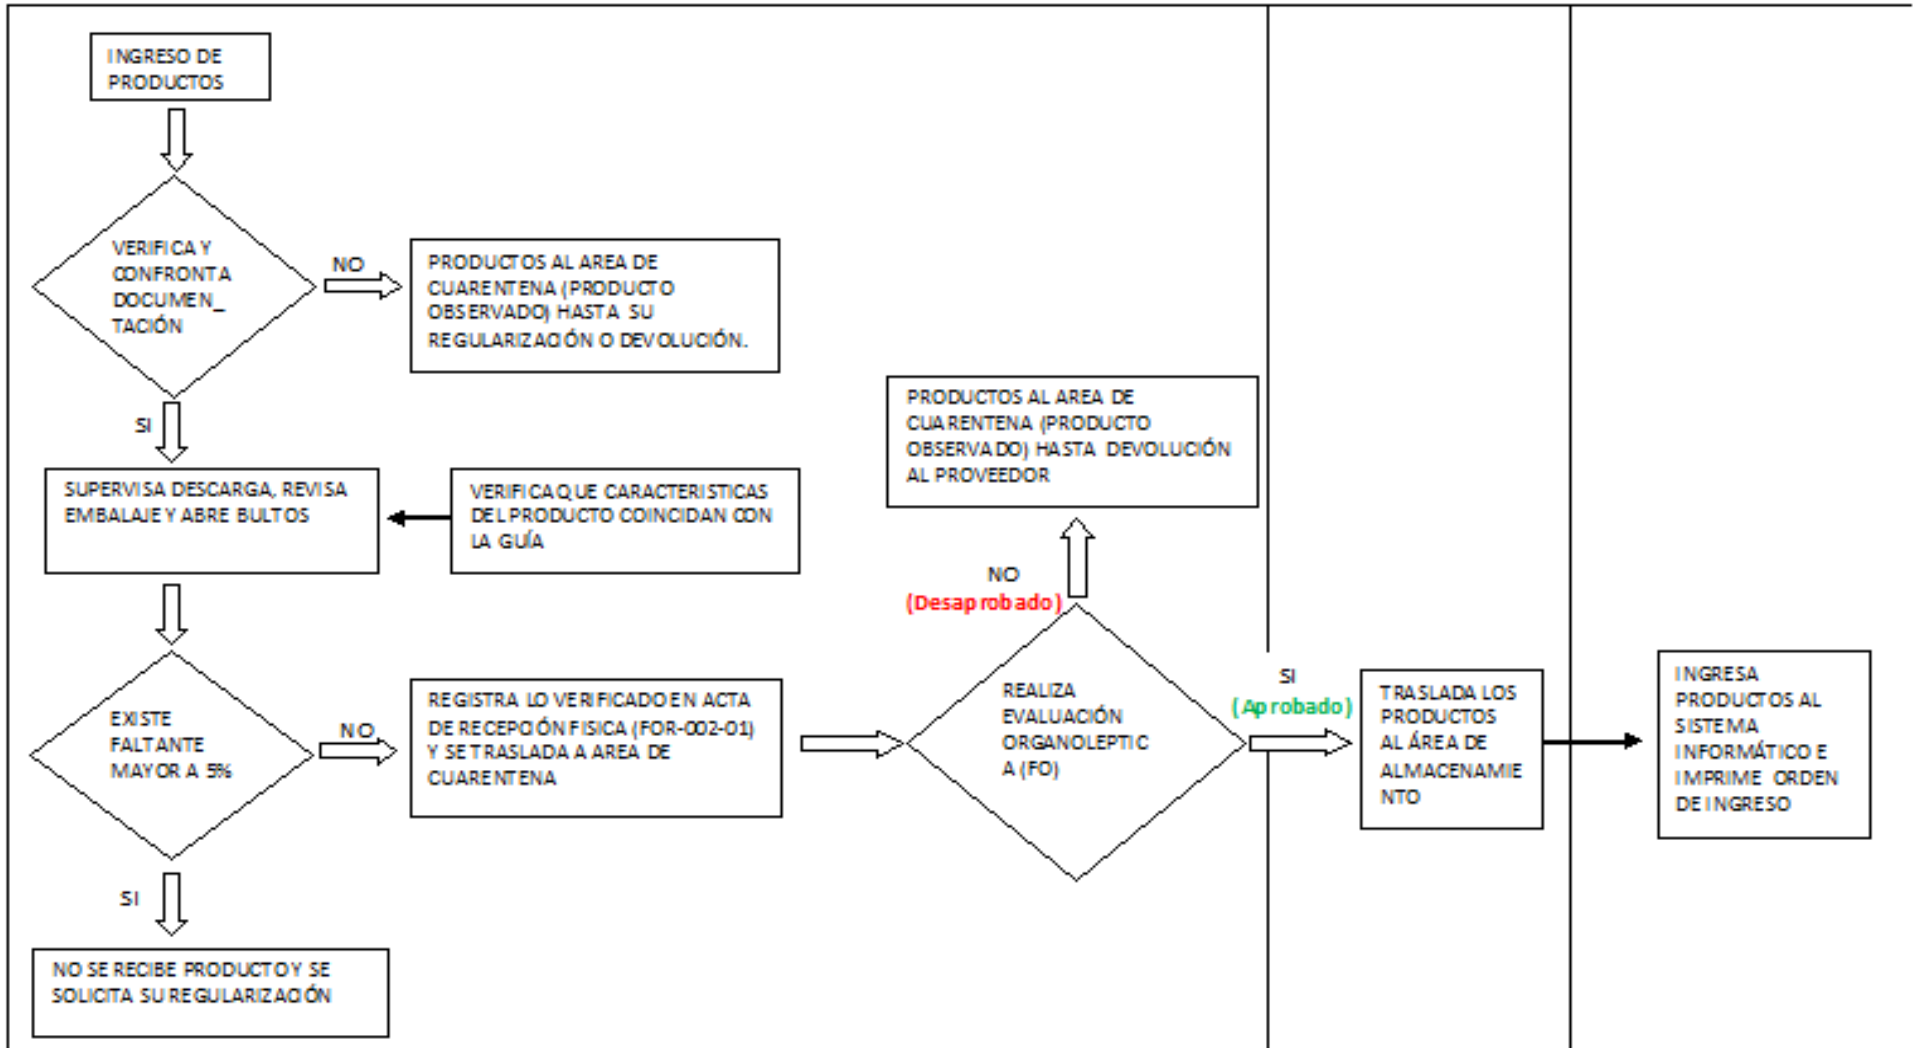 INGRESO DE
PRODUCTOS
VERIFICA Y
CONFRONTA
DOCUMEN_
TACIÓN
NO
PRODUCTOS AL AREA DE
CUARENTENA (PRODUCTO
OBSERVADO) HASTA SU
REGULARIZACIÓN O DEVOLUCIÓN.
SI
SUPERVISA DESCARGA, REVISA
EMBALAJE Y ABRE BULTOS
VERIFICA QUE CARACTERISTICAS
DEL PRODUCTO COINCIDAN CON
LA GUÍA
EXISTE
FALTANTE
MAYOR A 5%
NO
REGISTRA LO VERIFICADO EN ACTA
DE RECEPCIÓN FISICA (FOR-002-01)
Y SE TRASLADA A AREA DE
CUARENTENA
SI
NO SE RECIBE PRODUCTO Y SE
SOLICITA SU REGULARIZACIÓN
PRODUCTOS AL AREA DE
CUARENTENA (PRODUCTO
OBSERVADO) HASTA DEVOLUCIÓN
AL PROVEEDOR
NO
(Desaprobado)
REALIZA
EVALUACIÓN
ORGANOLEPTIC
A (FO)
SI
(Aprobado)
TRASLADA LOS
PRODUCTOS
AL ÁREA DE
ALMACENAMIE
NTO
INGRESA
PRODUCTOS AL
SISTEMA
INFORMÁTICO E
IMPRIME ORDEN
DE INGRESO